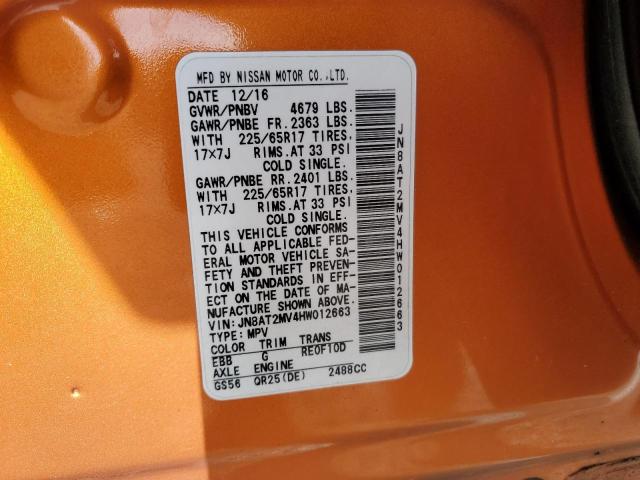 MFD BY NISSAN MOTOR CO.,LTD.
DATE 12/16
GVWR/PNBV 4679 LBS.
GAWR/PNBE FR. 2363 LBS.
WITH 225/65R17 TIRES.
17×7J RIMS.AT 33 PSI
COLD SINGLE.
GAWR/PNBE RR. 2401 LBS.
WITH 225/65R17 TIRES.
17×7J RIMS.AT 33 PSI
COLD SINGLE.
THIS VEHICLE CONFORMS
TO ALL APPLICABLE FED-
ERAL MOTOR VEHICLE SA-
FETY AND THEFT PREVEN-
TION STANDARDS IN EFF-
ECT ON THE DATE OF MA-
NUFACTURE SHOWN ABOVE.
VIN: JN8AT2MV4HW012663
TYPE: MPV
COLOR TRIM TRANS
EBB G RE0F10D
AXLE ENGINE
GS56 QR25(DE) 2488CC
JN8AT2MV4HW012663